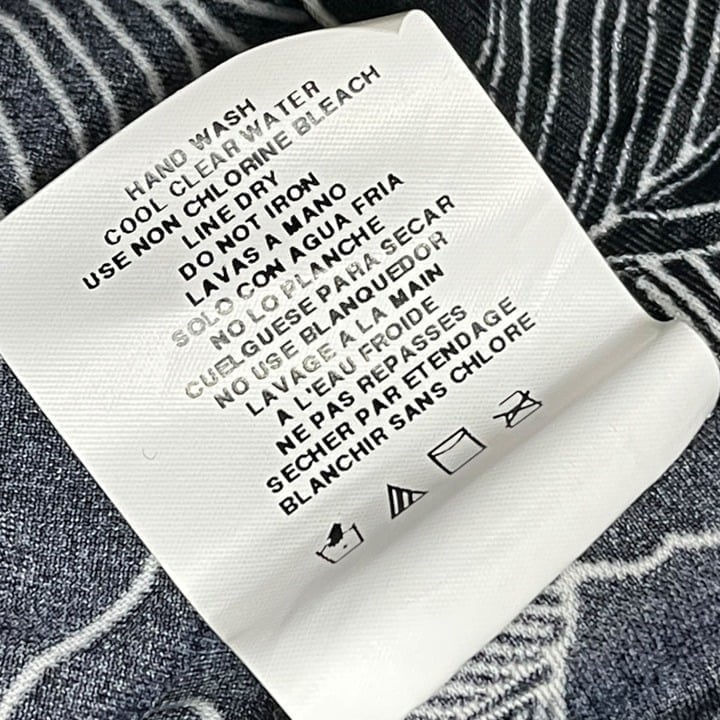 HAND WASH
COOL CLEAR WATER
USE NON CHLORINE BLEACH
LINE DRY
DO NOT IRON
LAVAS A MANO
SOLO CON AGUA FRIA
NO LO PLANCHE
CUELGUESE PARA SECAR
NO USE BLANQUEDOR
LAVAGE A LA MAIN
A L'EAU FROIDE
NE PAS REPASSES
SECHER PAR ETENDAGE
BLANCHIR SANS CHLORE